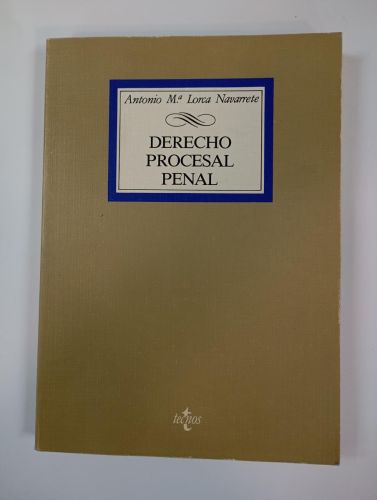 Antonio M.ª Lorca Navarrete
DERECHO
PROCESAL
PENAL
tecnos